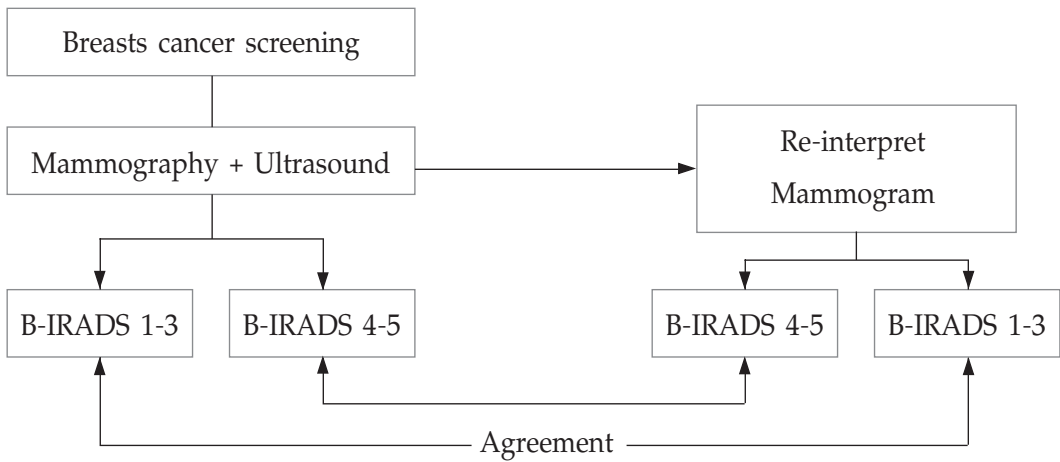 Breasts cancer screening
Mammography + Ultrasound
Re-interpret
Mammogram
B-IRADS 1-3
B-IRADS 4-5
B-IRADS 4-5
B-IRADS 1-3
Agreement